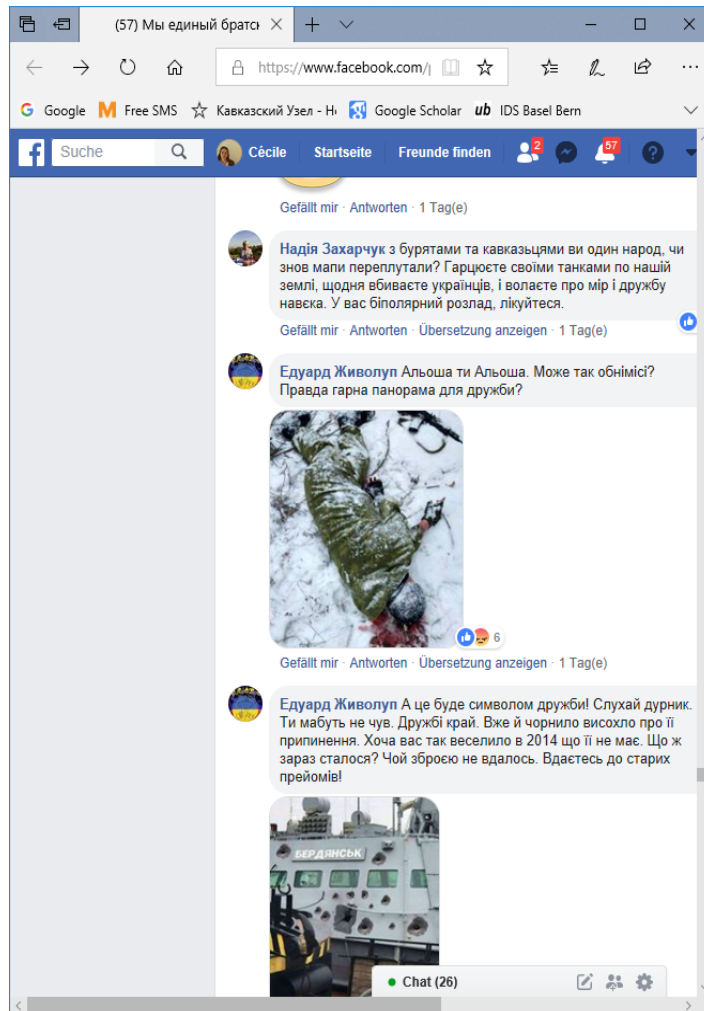 (57) Мы единый братск
https://www.facebook.com/
Google Free SMS Кавказский Узел - Google Scholar ub IDS Basel Bern
Suche Cécile Startseite Freunde finden 2 57
Gefällt mir · Antworten · 1 Tag(e)
Надія Захарчук з бурятами та кавказьцями ви один народ, чи
знов мапи переплутали? Гарцюєте своїми танками по нашій
землі, щодня вбиваєте українців, і волаєте про мір і дружбу
навєка. У вас біполярний розлад, лікуйтеся.
Gefällt mir · Antworten · Übersetzung anzeigen · 1 Tag(e)
Едуард Живолуп Альоша ти Альоша. Може так обнімісі?
Правда гарна панорама для дружби?
6
Gefällt mir · Antworten · Übersetzung anzeigen · 1 Tag(e)
Едуард Живолуп А це буде символом дружби! Слухай дурник.
Ти мабуть не чув. Дружбі край. Вже й чорнило висохло про її
припинення. Хоча вас так веселило в 2014 що її не має. Що ж
зараз сталося? Чой зброєю не вдалось. Вдаєтесь до старих
прейомів!
БЕРДЯНСЬК
Chat (26)